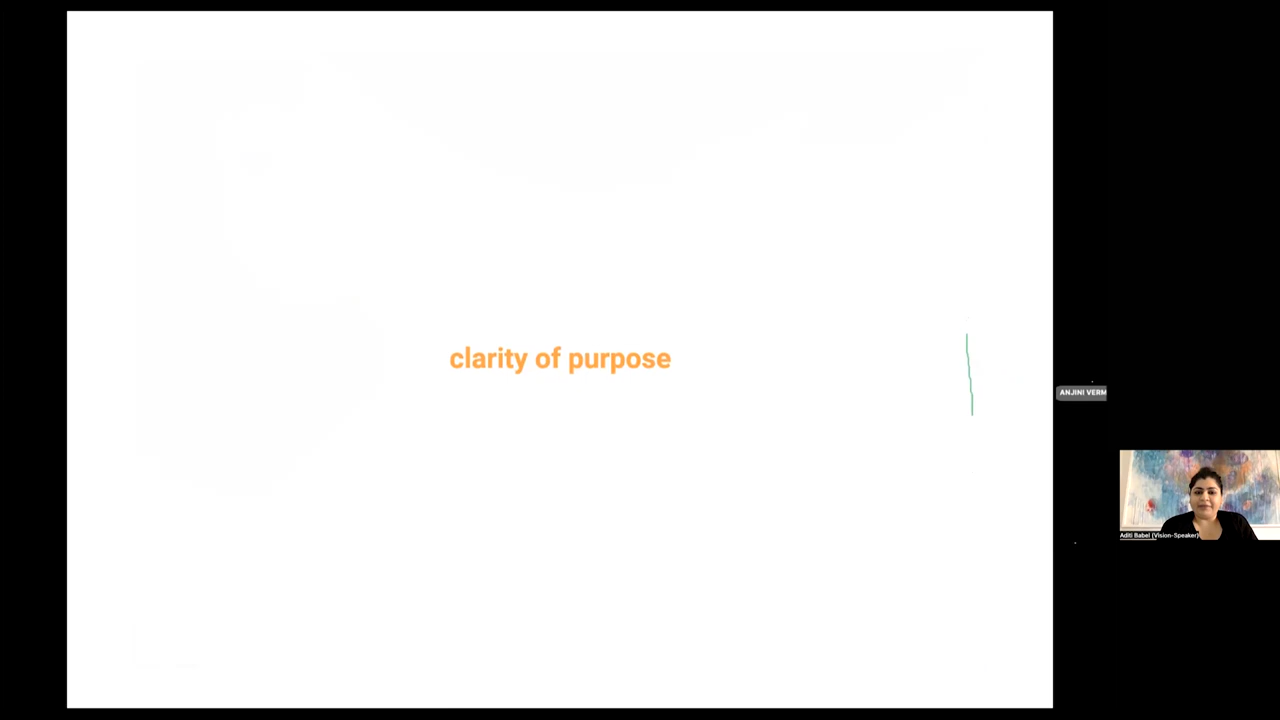 clarity of purpose
ANJINI VERM
Aditi Babel (Vision-Speaker)